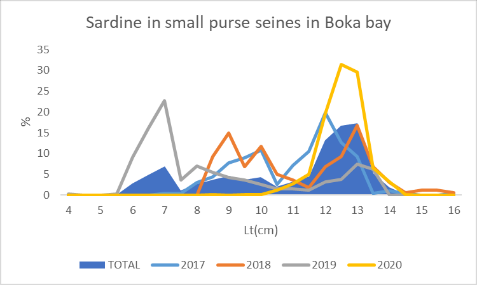 Sardine in small purse seines in Boka bay
35
30
25
20
15
10
5
0
%
4 5 6 7 8 9 10 11 12 13 14 15 16
Lt(cm)
TOTAL 2017 2018 2019 2020